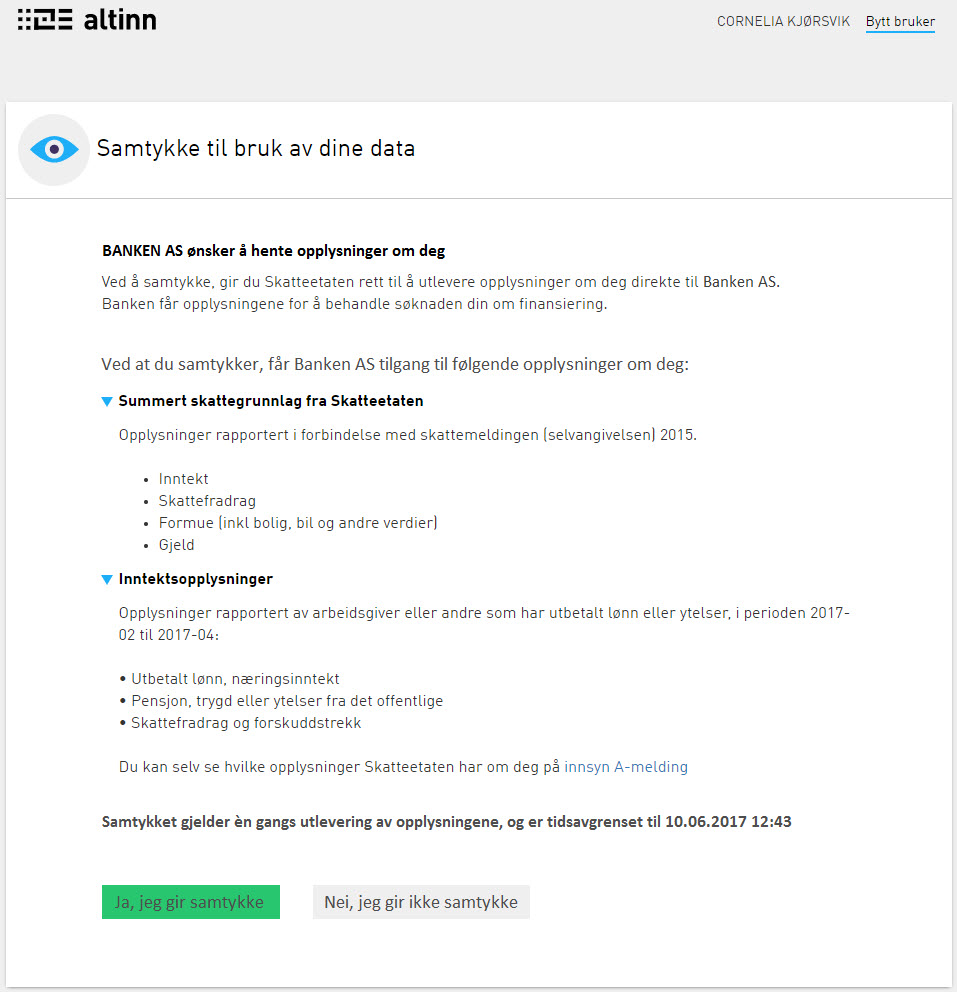 altinn
CORNELIA KJØRSVIK Bytt bruker
Samtykke til bruk av dine data
BANKEN AS ønsker å hente opplysninger om deg
Ved å samtykke, gir du Skatteetaten rett til å utlevere opplysninger om deg direkte til Banken AS.
Banken får opplysningene for å behandle søknaden din om finansiering.
Ved at du samtykker, får Banken AS tilgang til følgende opplysninger om deg:
Summert skattegrunnlag fra Skatteetaten
Opplysninger rapportert i forbindelse med skattemeldingen (selvangivelsen) 2015.
• Inntekt
• Skattefradrag
• Formue (inkl bolig, bil og andre verdier)
• Gjeld
Inntektsopplysninger
Opplysninger rapportert av arbeidsgiver eller andre som har utbetalt lønn eller ytelser, i perioden 2017-
02 til 2017-04:
• Utbetalt lønn, næringsinntekt
• Pensjon, trygd eller ytelser fra det offentlige
• Skattefradrag og forskuddstrekk
Du kan selv se hvilke opplysninger Skatteetaten har om deg på innsyn A-melding
Samtykket gjelder èn gangs utlevering av opplysningene, og er tidsavgrenset til 10.06.2017 12:43
Ja, jeg gir samtykke
Nei, jeg gir ikke samtykke